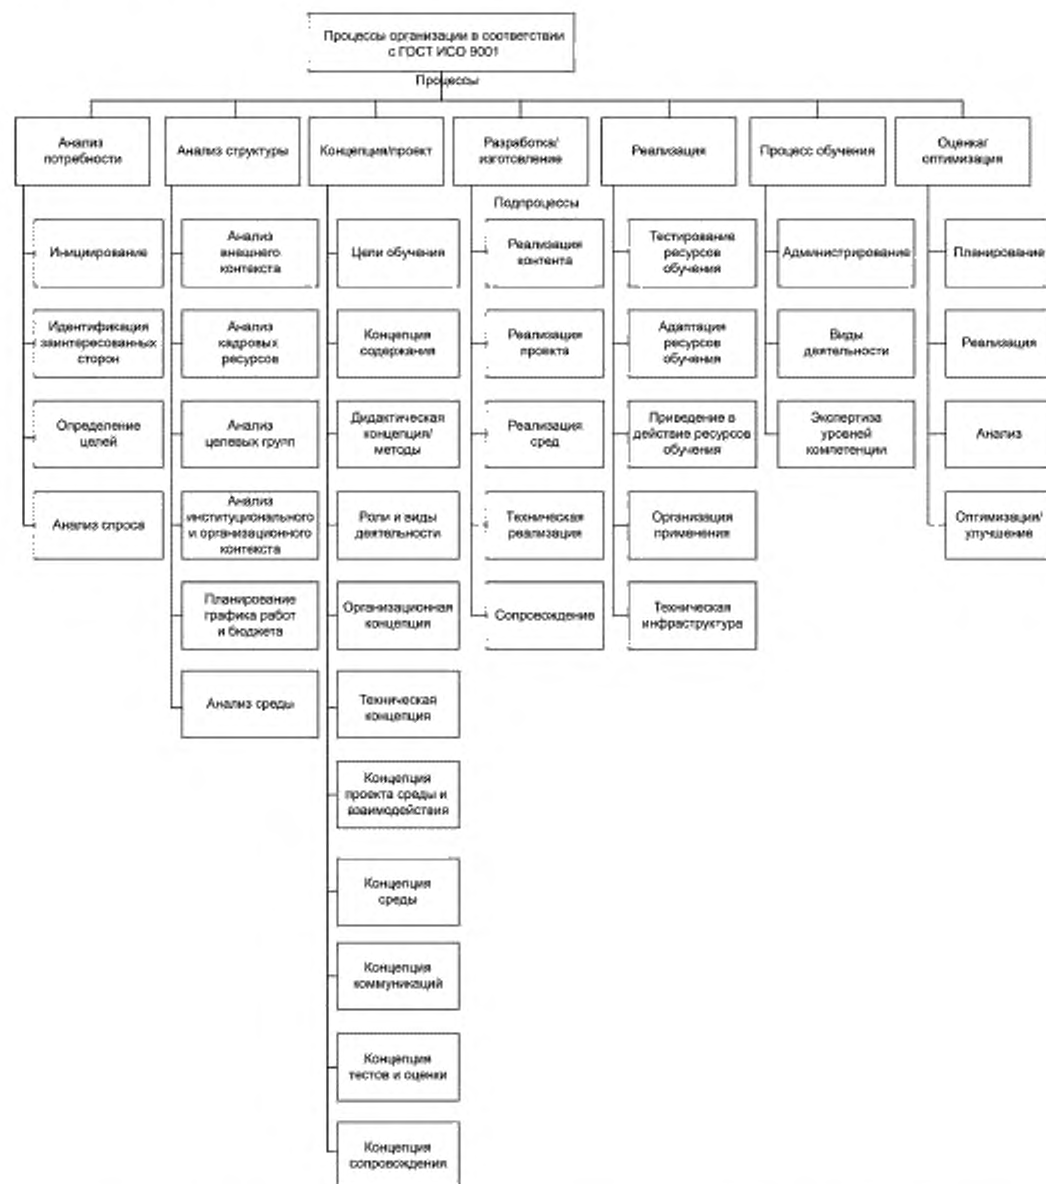 Процессы организации в соответствии
с ГОСТ ИСО 9001
Процессы
Анализ
потребности
Анализ структуры
Концепция/проект
Разработка/
изготовление
Реализация
Процесс обучения
Оценка/
оптимизация
Подпроцессы
Инициирование
Идентификация
заинтересованных
сторон
Определение
целей
Анализ спроса
Анализ
внешнего
контекста
Анализ
кадровых
ресурсов
Анализ
целевых групп
Анализ
институционального
и организационного
контекста
Планирование
графика работ
и бюджета
Анализ среды
Цели обучения
Концепция
содержания
Дидактическая
концепция/
методы
Роли и виды
деятельности
Организационная
концепция
Техническая
концепция
Концепция
проекта среды и
взаимодействия
Концепция
среды
Концепция
коммуникаций
Концепция
тестов и оценки
Концепция
сопровождения
Реализация
контента
Реализация
проекта
Реализация
сред
Техническая
реализация
Сопровождение
Тестирование
ресурсов
обучения
Адаптация
ресурсов
обучения
Приведение в
действие ресурсов
обучения
Организация
применения
Техническая
инфраструктура
Администрирование
Виды
деятельности
Экспертиза
уровней
компетенции
Планирование
Реализация
Анализ
Оптимизация/
улучшение